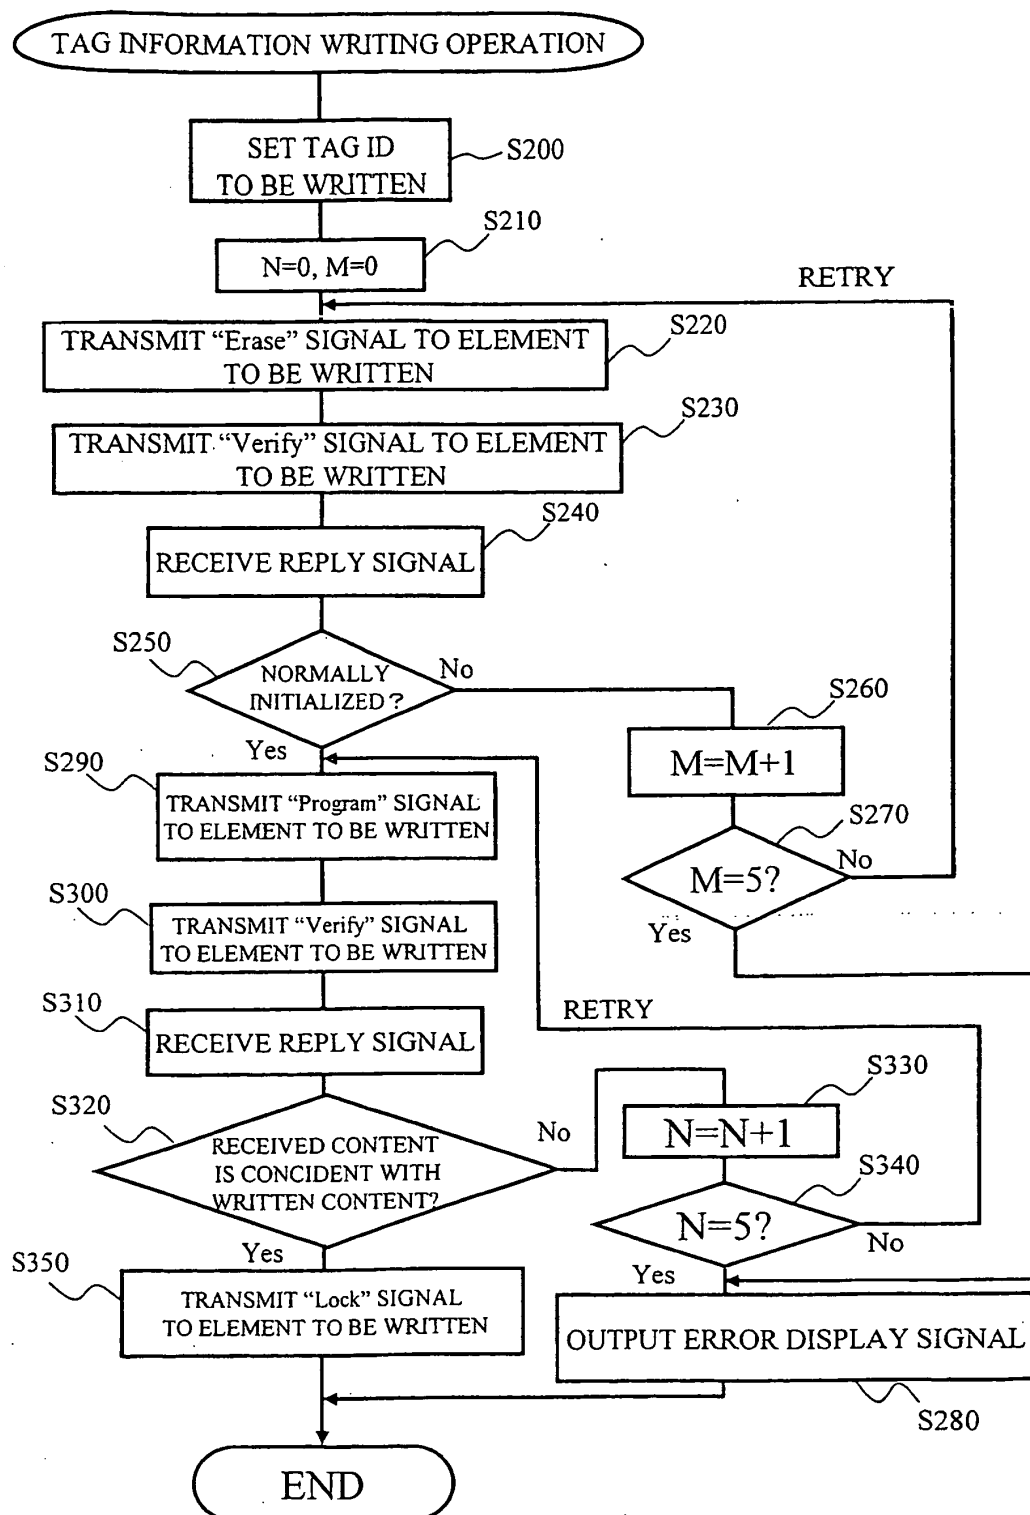 TAG INFORMATION WRITING OPERATION
SET TAG ID
TO BE WRITTEN
S200
S210
N=0, M=0
RETRY
S220
TRANSMIT “Erase” SIGNAL TO ELEMENT
TO BE WRITTEN
S230
TRANSMIT “Verify” SIGNAL TO ELEMENT
TO BE WRITTEN
S240
RECEIVE REPLY SIGNAL
S250
NORMALLY
INITIALIZED?
No
Yes
S260
M=M+1
S270
M=5?
No
Yes
S290
TRANSMIT “Program” SIGNAL
TO ELEMENT TO BE WRITTEN
S300
TRANSMIT “Verify” SIGNAL
TO ELEMENT TO BE WRITTEN
S310
RECEIVE REPLY SIGNAL
RETRY
S320
RECEIVED CONTENT
IS CONCIDENT WITH
WRITTEN CONTENT?
No
Yes
S330
N=N+1
S340
N=5?
No
Yes
S350
TRANSMIT “Lock” SIGNAL
TO ELEMENT TO BE WRITTEN
OUTPUT ERROR DISPLAY SIGNAL
S280
END